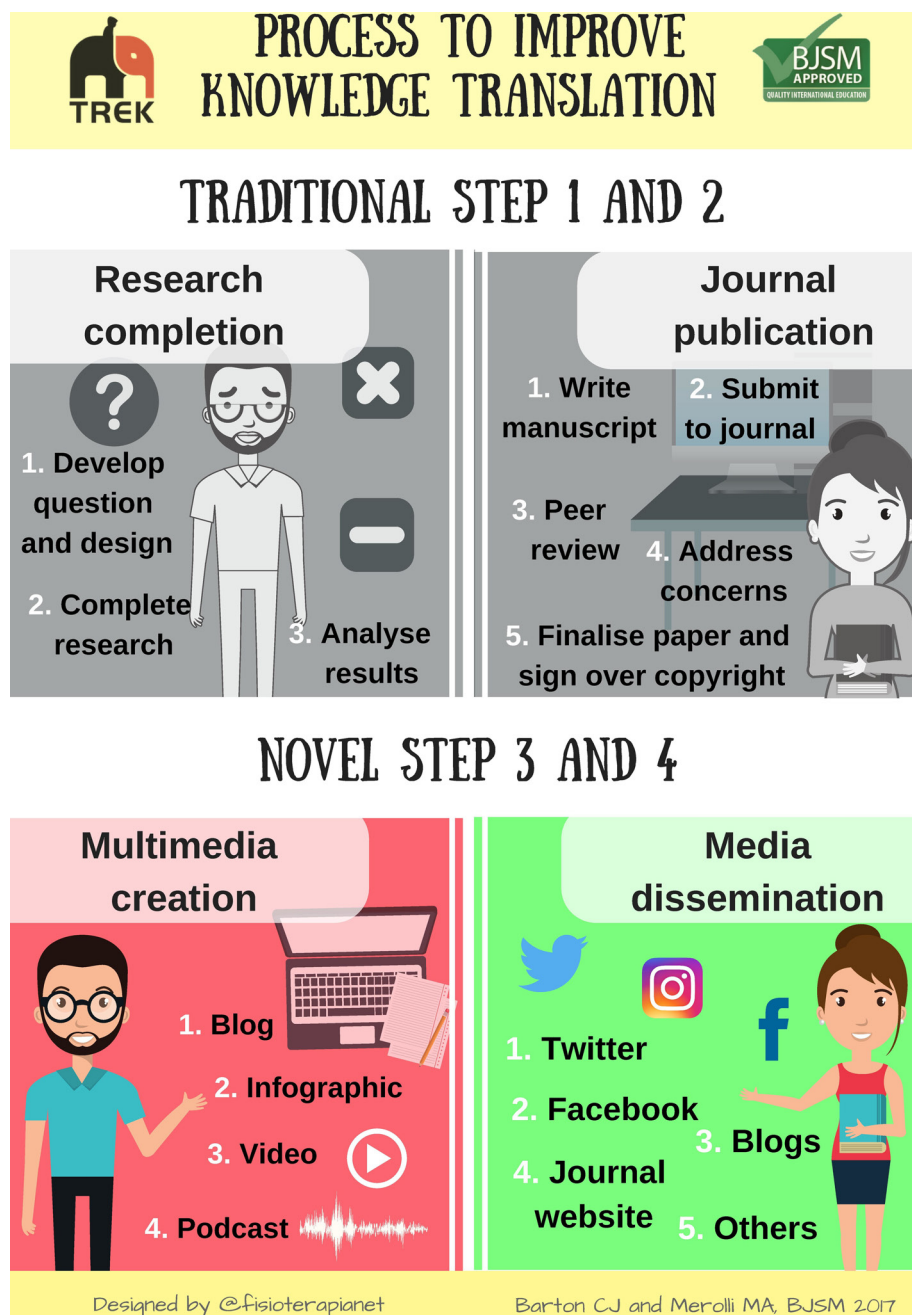 PROCESS TO IMPROVE
KNOWLEDGE TRANSLATION
TREK
BJSM
APPROVED
QUALITY INTERNATIONAL EDUCATION
TRADITIONAL STEP 1 AND 2
Research
completion
?
1. Develop
question
and design
2. Complete
research
3. Analyse
results
Journal
publication
1. Write
manuscript
2. Submit
to journal
3. Peer
review
4. Address
concerns
5. Finalise paper and
sign over copyright
NOVEL STEP 3 AND 4
Multimedia
creation
1. Blog
2. Infographic
3. Video
4. Podcast
Media
dissemination
1. Twitter
2. Facebook
3. Blogs
4. Journal
website
5. Others
Designed by @fisioterapianet
Barton CJ and Merolli MA, BJSM 2017